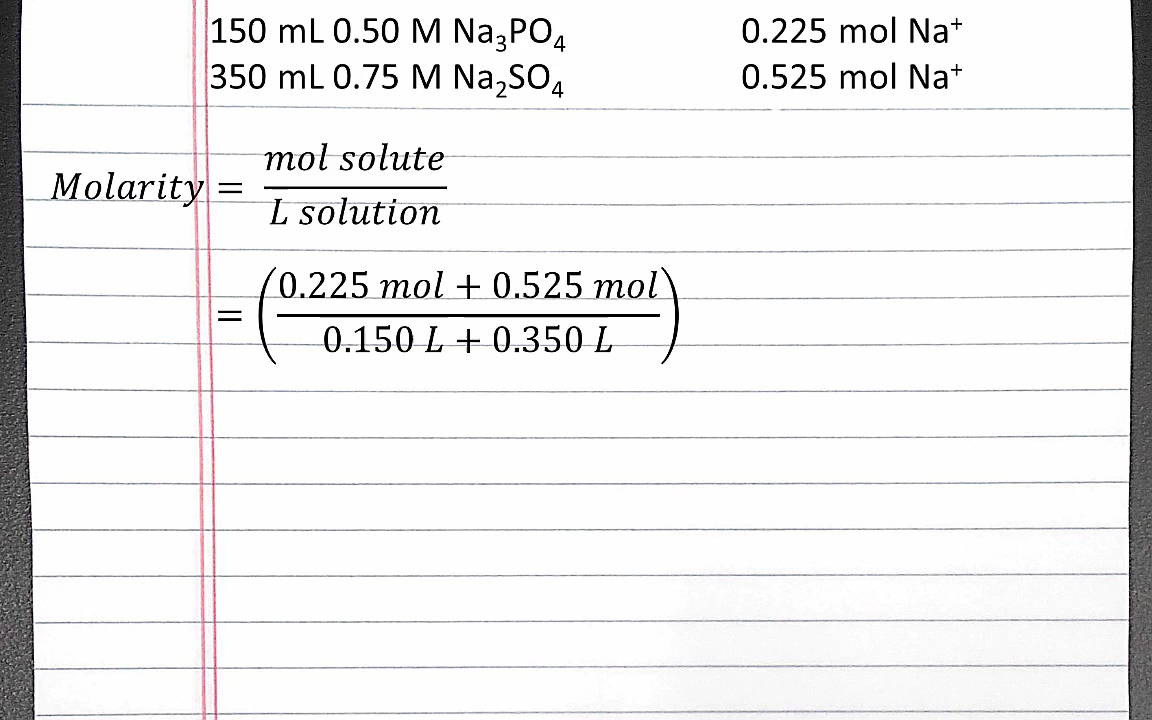 150 mL 0.50 M Na₃PO₄ 0.225 mol Na⁺
350 mL 0.75 M Na₂SO₄ 0.525 mol Na⁺
Molarity = mol solute / L solution
= (0.225 mol + 0.525 mol / 0.150 L + 0.350 L)